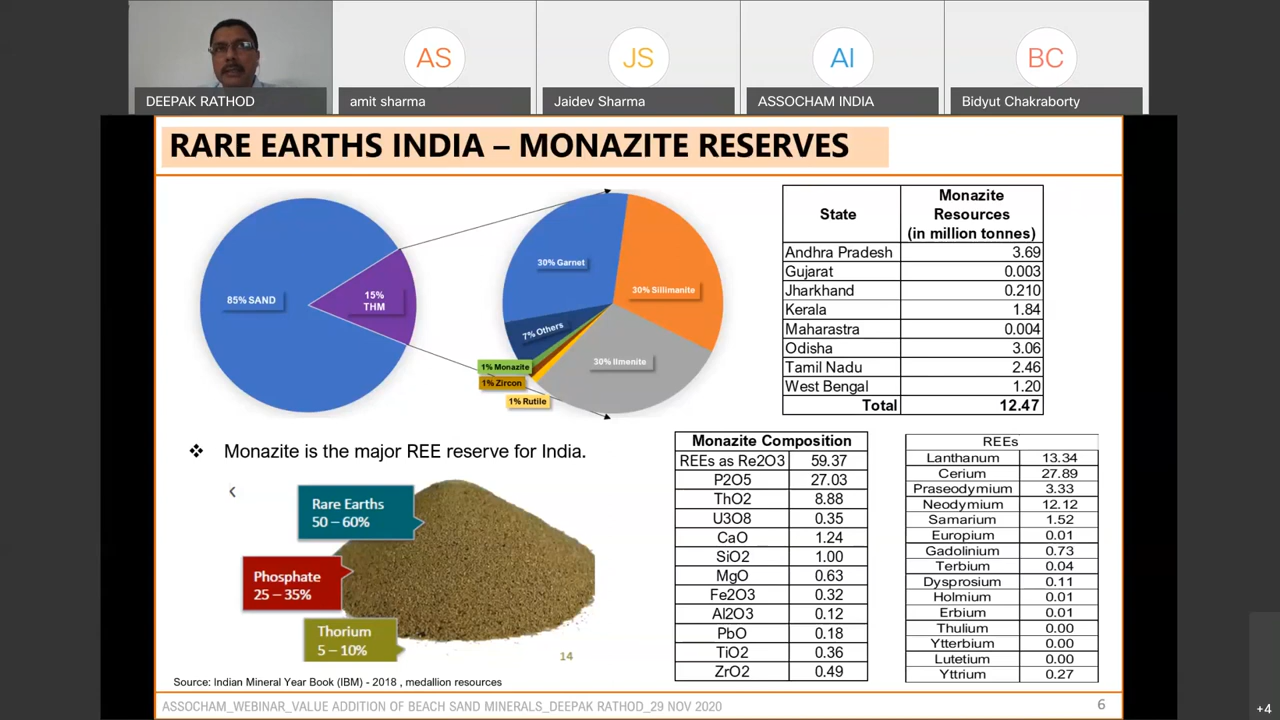 AS
JS
AI
BC
DEEPAK RATHOD
amit sharma
Jaidev Sharma
ASSOCHAM INDIA
Bidyut Chakraborty
RARE EARTHS INDIA – MONAZITE RESERVES
85% SAND
15%
THM
30% Garnet
30% Sillimanite
7% Others
30% Ilmenite
1% Monazite
1% Zircon
1% Rutile
State Monazite
Resources
(in million tonnes)
Andhra Pradesh 3.69
Gujarat 0.003
Jharkhand 0.210
Kerala 1.84
Maharastra 0.004
Odisha 3.06
Tamil Nadu 2.46
West Bengal 1.20
Total 12.47
❖ Monazite is the major REE reserve for India.
Rare Earths
50 – 60%
Phosphate
25 – 35%
Thorium
5 – 10%
14
Monazite Composition
REEs as Re2O3 59.37
P2O5 27.03
ThO2 8.88
U3O8 0.35
CaO 1.24
SiO2 1.00
MgO 0.63
Fe2O3 0.32
Al2O3 0.12
PbO 0.18
TiO2 0.36
ZrO2 0.49
REEs
Lanthanum 13.34
Cerium 27.89
Praseodymium 3.33
Neodymium 12.12
Samarium 1.52
Europium 0.01
Gadolinium 0.73
Terbium 0.04
Dysprosium 0.11
Holmium 0.01
Erbium 0.01
Thulium 0.00
Ytterbium 0.00
Lutetium 0.00
Yttrium 0.27
Source: Indian Mineral Year Book (IBM) - 2018 , medallion resources
ASSOCHAM_WEBINAR_VALUE ADDITION OF BEACH SAND MINERALS_DEEPAK RATHOD_29 NOV 2020
6
+4